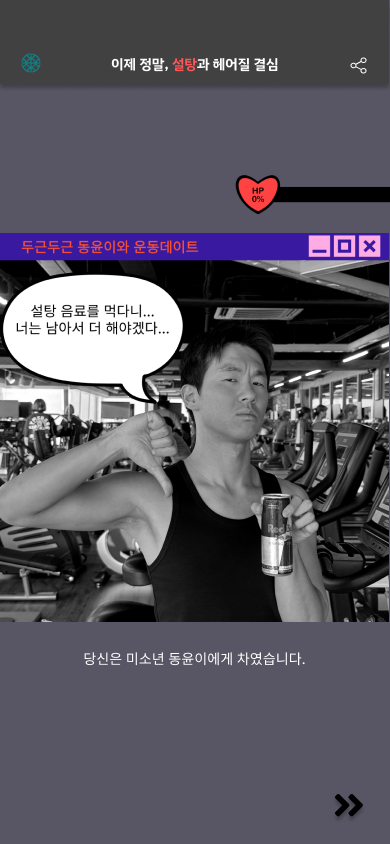 이제 정말, 설탕과 헤어질 결심
HP
0%
두근두근 동윤이와 운동데이트
설탕 음료를 먹다니...
너는 남아서 더 해야겠다...
Red
당신은 미소년 동윤이에게 차였습니다.